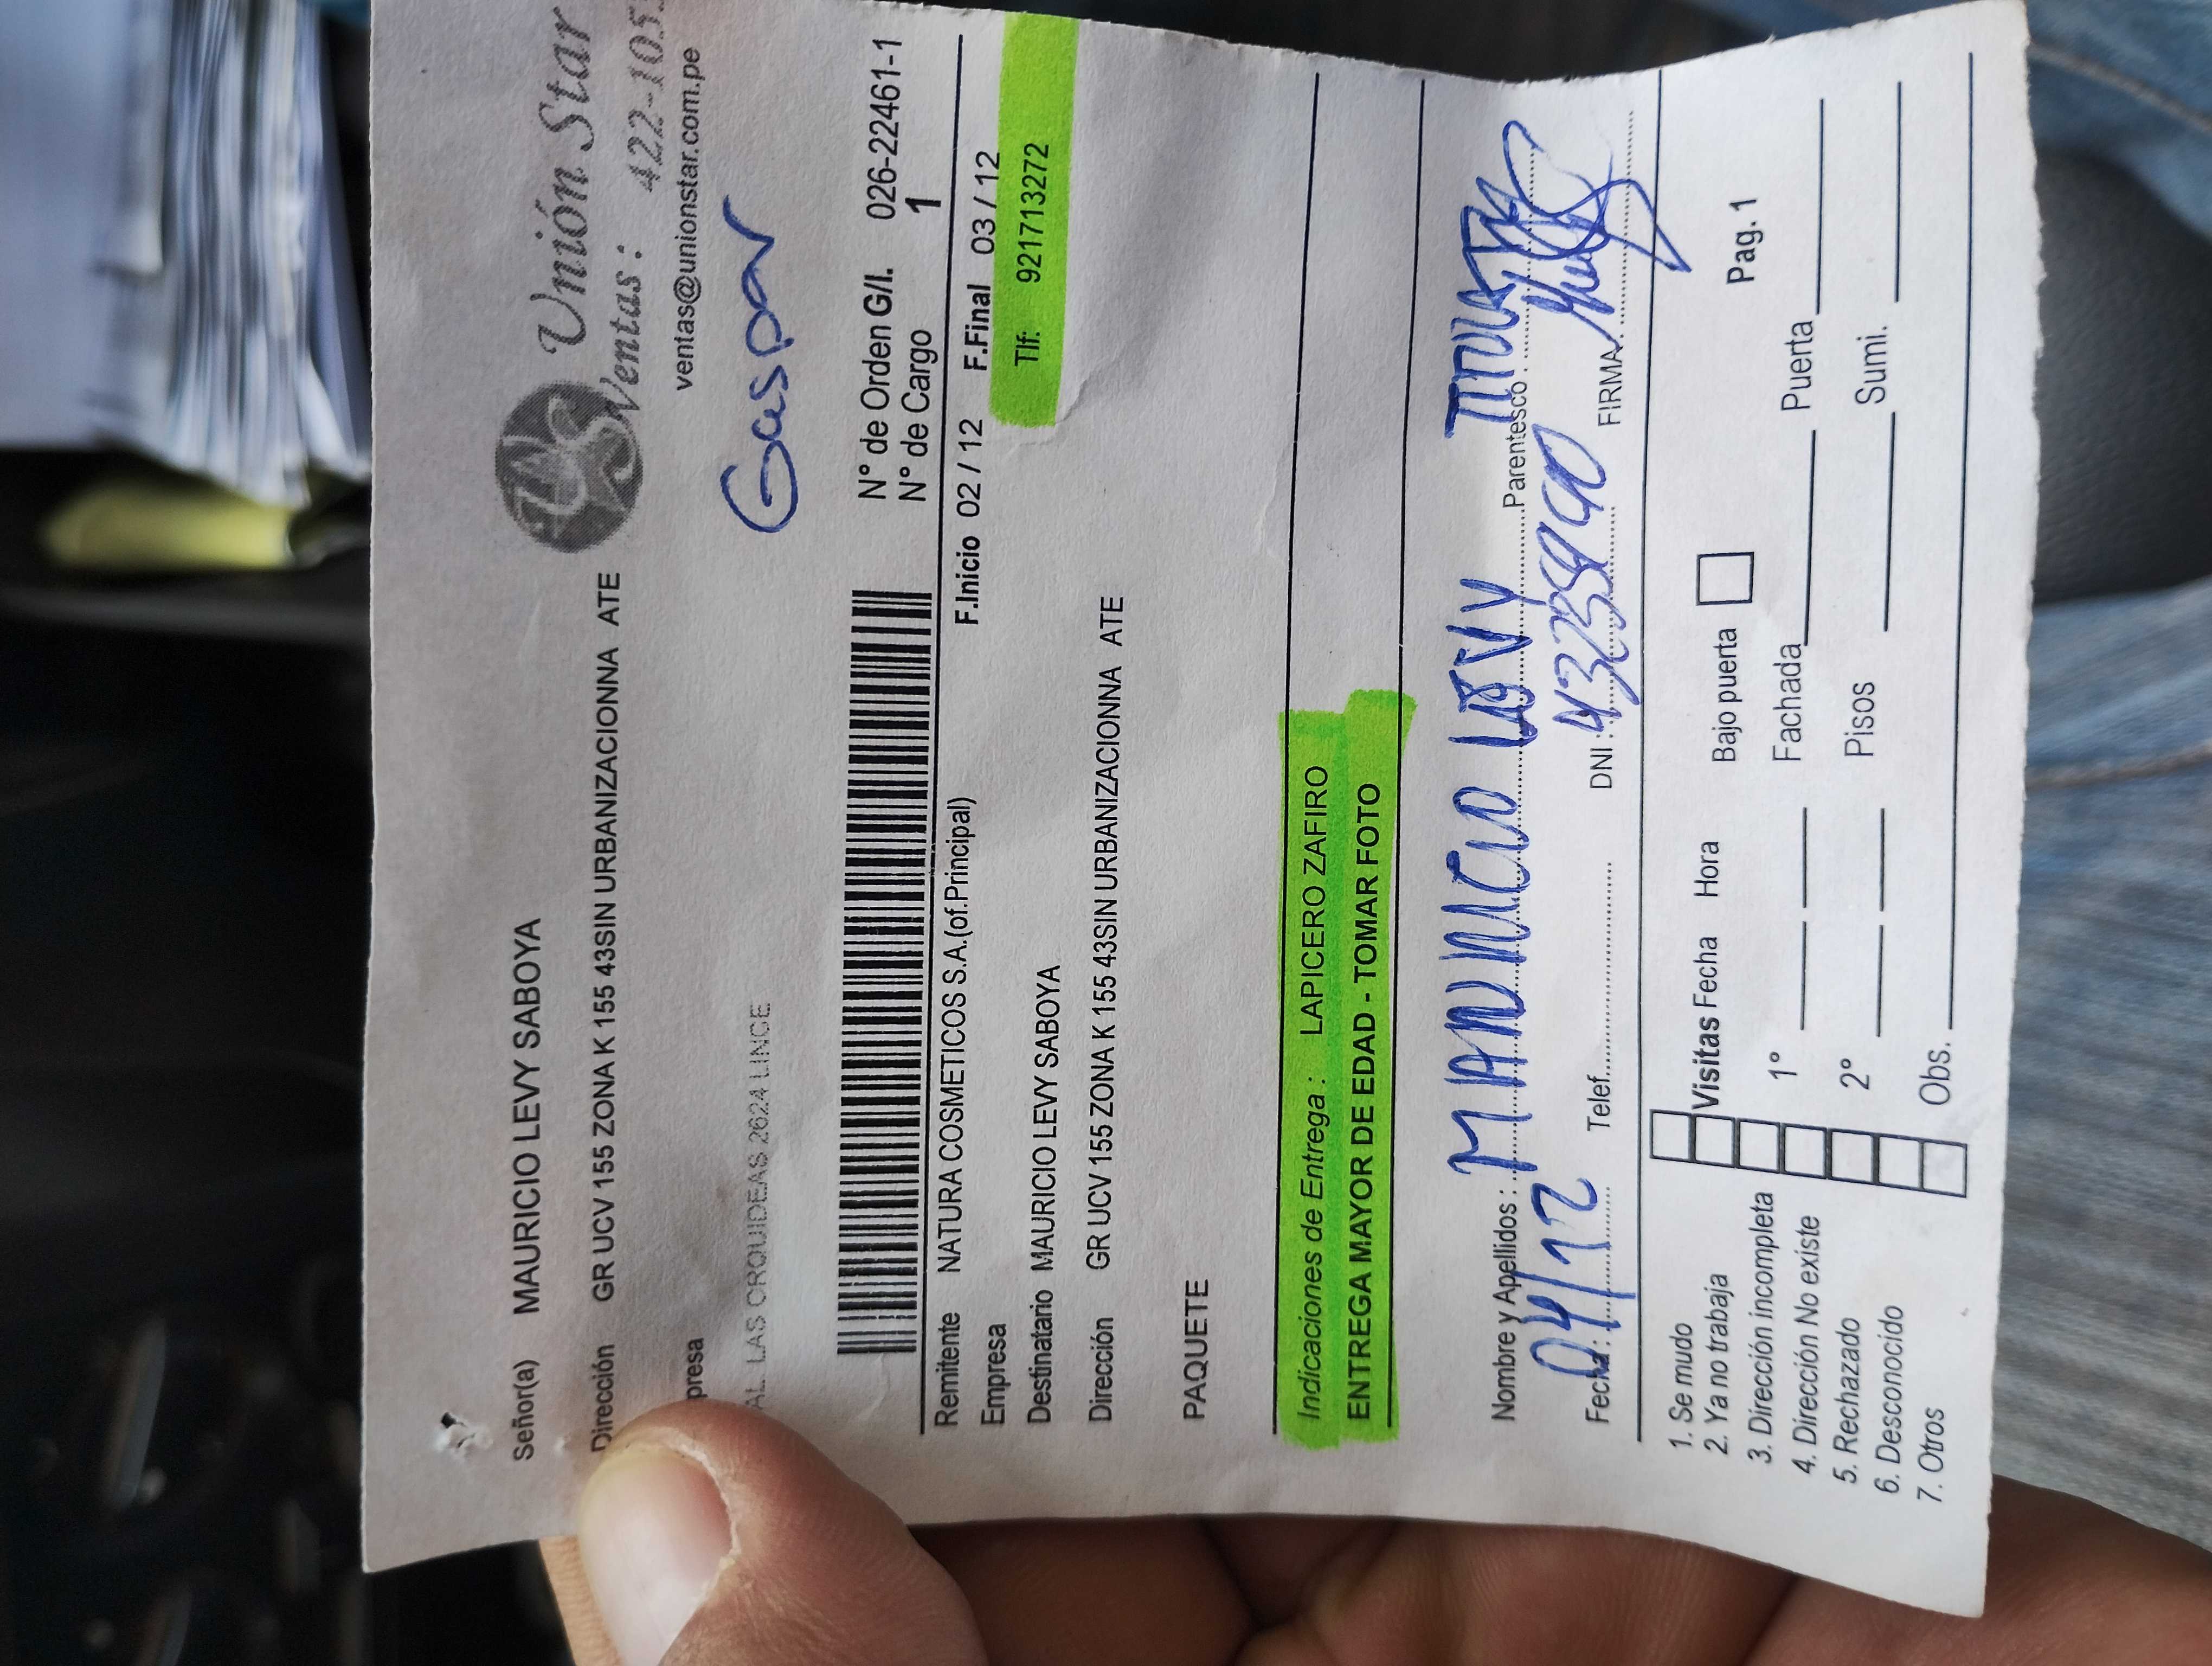 Unión Star
Ventas: 422-105
ventas@unionstar.com.pe
Señor(a) MAURICIO LEVY SABOYA
Dirección GR UCV 155 ZONA K 155 43SIN URBANIZACIONNA ATE
presa
AL. LAS ORQUIDEAS 2624 LINCE
Gaspar
N° de Orden G/I. 026-22461-1
N° de Cargo 1
Remitente NATURA COSMETICOS S.A.(of.Principal) F.Inicio 02 / 12 F.Final 03 / 12
Empresa Tlf: 921713272
Destinatario MAURICIO LEVY SABOYA
Dirección GR UCV 155 ZONA K 155 43SIN URBANIZACIONNA ATE
PAQUETE
Indicaciones de Entrega : LAPICERO ZAFIRO
ENTREGA MAYOR DE EDAD - TOMAR FOTO
Nombre y Apellidos : MAURICIO LEVY Parentesco : TITULAR
Fecha: 04/12 Telef. DNI : FIRMA:
1. Se mudo
2. Ya no trabaja
3. Dirección incompleta
4. Dirección No existe
5. Rechazado
6. Desconocido
7. Otros
Visitas Fecha Hora Bajo puerta Pag. 1
1° Fachada Puerta
2° Pisos Sumi.
Obs.